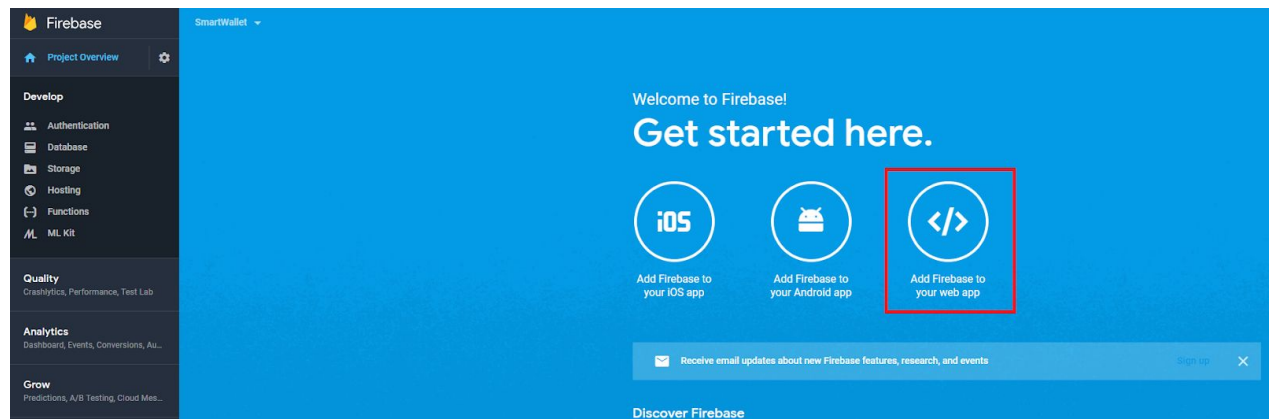 Firebase
SmartWallet
Project Overview
Develop
Authentication
Database
Storage
Hosting
Functions
ML Kit
Quality
Crashlytics, Performance, Test Lab
Analytics
Dashboard, Events, Conversions, Au...
Grow
Predictions, A/B Testing, Cloud Mes...
Welcome to Firebase!
Get started here.
iOS
</>
Add Firebase to
your iOS app
Add Firebase to
your Android app
Add Firebase to
your web app
Receive email updates about new Firebase features, research, and events
Sign up
Discover Firebase